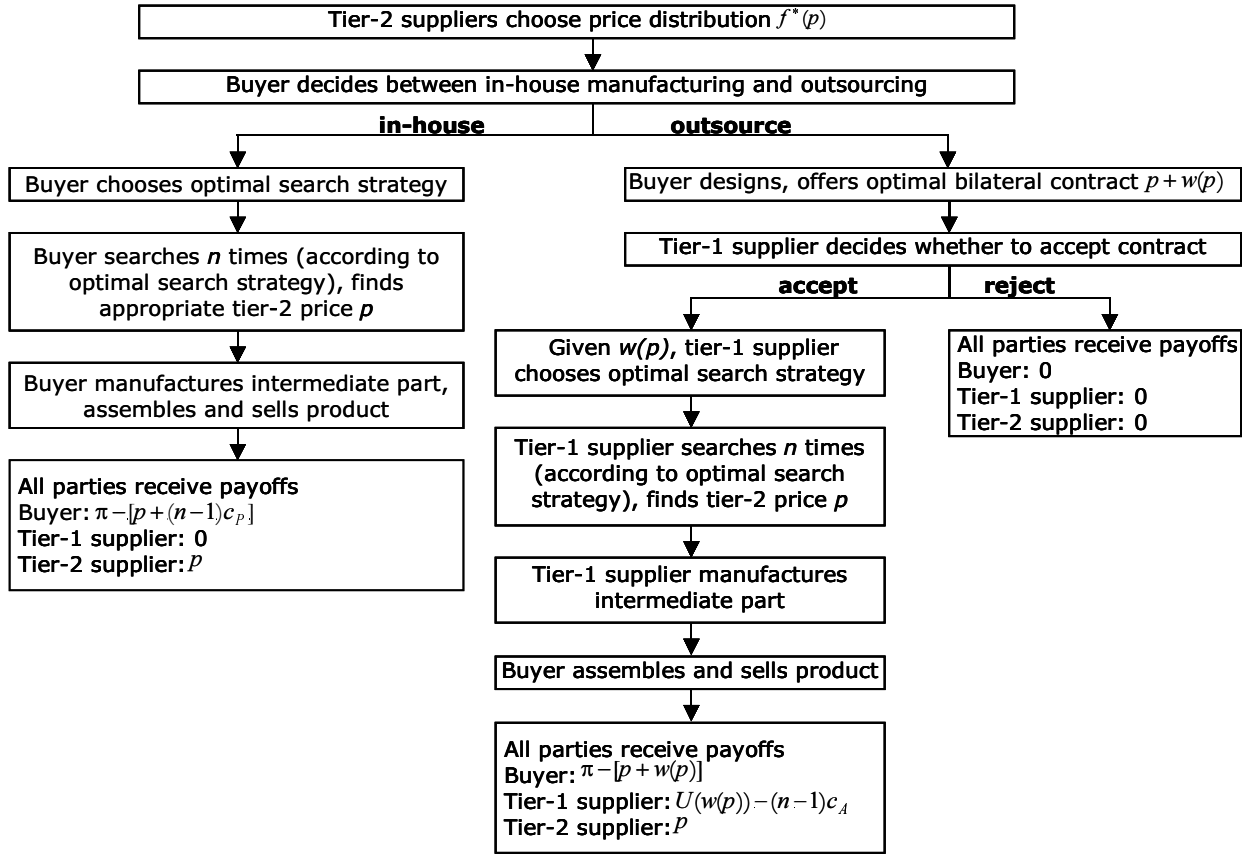 Tier-2 suppliers choose price distribution f*(p)
Buyer decides between in-house manufacturing and outsourcing
in-house
outsource
Buyer chooses optimal search strategy
Buyer searches n times (according to
optimal search strategy), finds
appropriate tier-2 price p
Buyer manufactures intermediate part,
assembles and sells product
All parties receive payoffs
Buyer: π−[p+(n−1)c_P]
Tier-1 supplier: 0
Tier-2 supplier: p
Buyer designs, offers optimal bilateral contract p+w(p)
Tier-1 supplier decides whether to accept contract
accept
reject
Given w(p), tier-1 supplier
chooses optimal search strategy
Tier-1 supplier searches n times
(according to optimal search
strategy), finds tier-2 price p
Tier-1 supplier manufactures
intermediate part
Buyer assembles and sells product
All parties receive payoffs
Buyer: π−[p+w(p)]
Tier-1 supplier: U(w(p))−(n−1)c_A
Tier-2 supplier: p
All parties receive payoffs
Buyer: 0
Tier-1 supplier: 0
Tier-2 supplier: 0